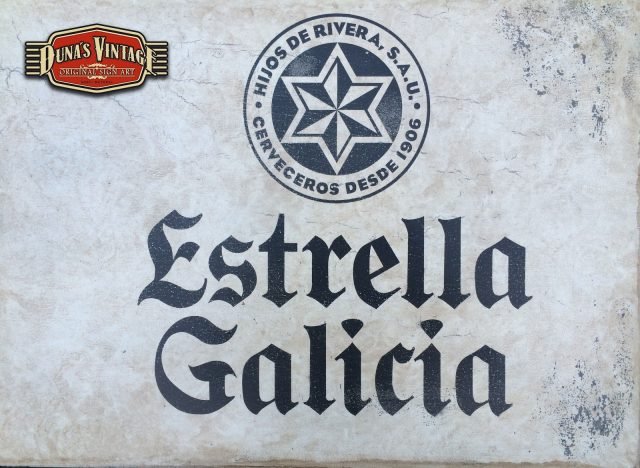 DUNA'S VINTAGE
ORIGINAL SIGN ART
HIJOS DE RIVERA, S.A.U.
CERVECEROS DESDE 1906
Estrella
Galicia